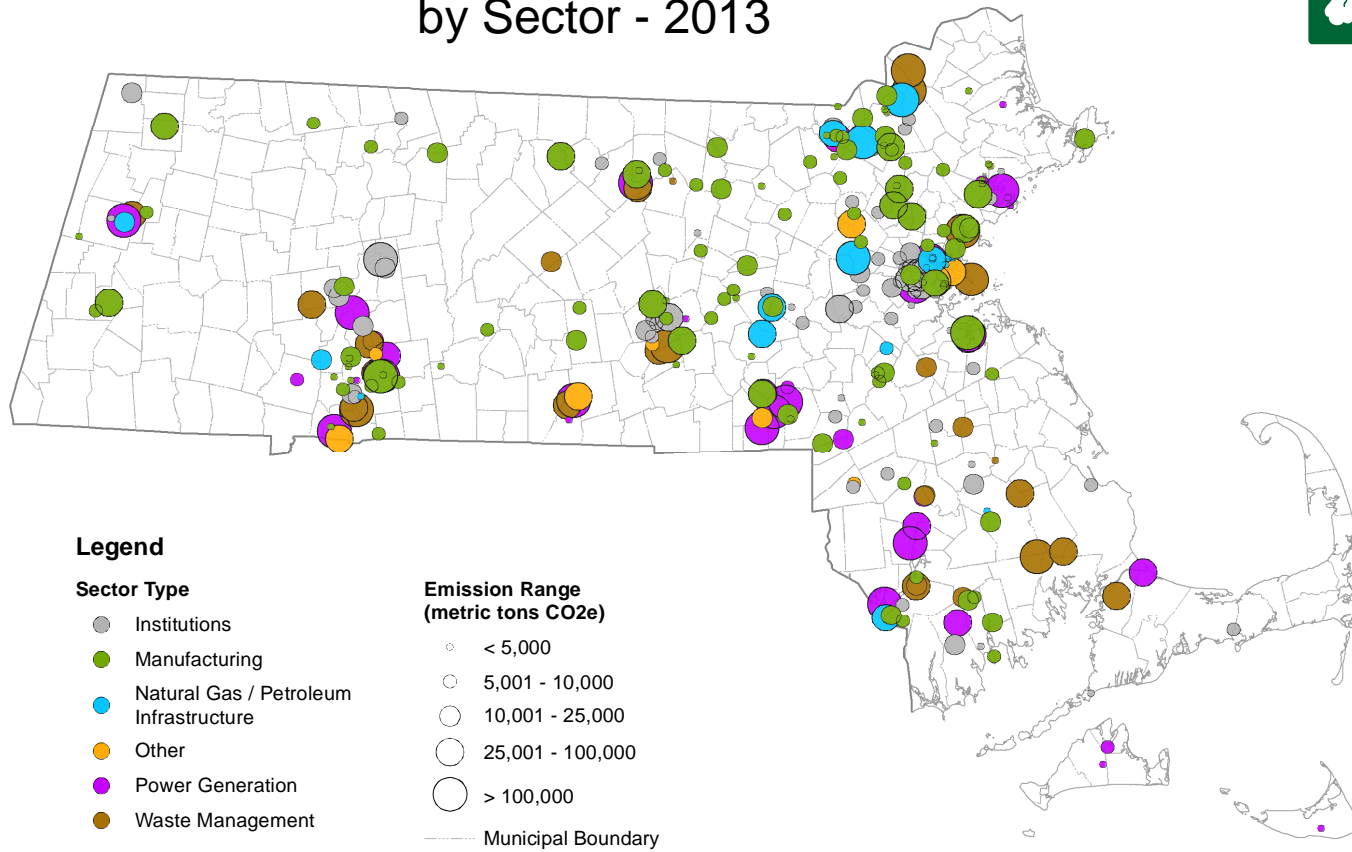 by Sector - 2013
Legend
Sector Type
Institutions
Manufacturing
Natural Gas / Petroleum
Infrastructure
Other
Power Generation
Waste Management
Emission Range
(metric tons CO2e)
< 5,000
5,001 - 10,000
10,001 - 25,000
25,001 - 100,000
> 100,000
Municipal Boundary